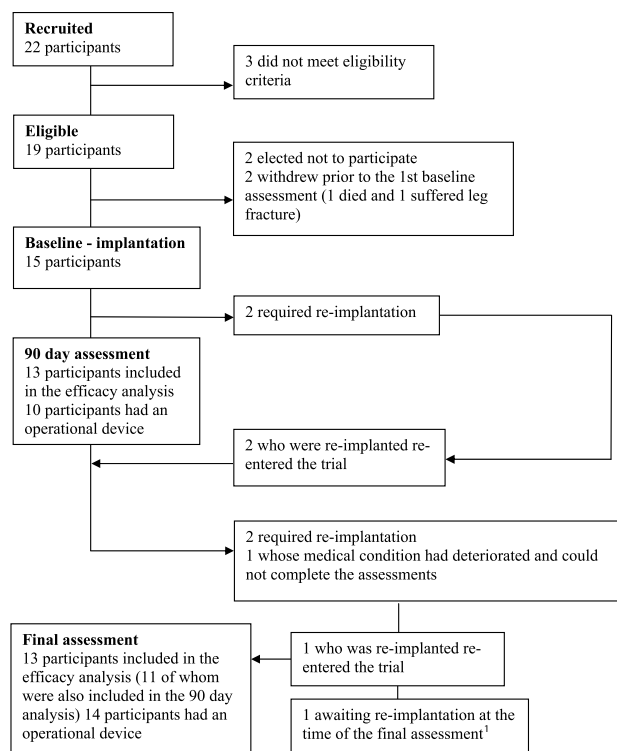 Recruited
22 participants
3 did not meet eligibility
criteria
Eligible
19 participants
2 elected not to participate
2 withdrew prior to the 1st baseline
assessment (1 died and 1 suffered leg
fracture)
Baseline - implantation
15 participants
2 required re-implantation
90 day assessment
13 participants included
in the efficacy analysis
10 participants had an
operational device
2 who were re-implanted re-
entered the trial
2 required re-implantation
1 whose medical condition had deteriorated and could
not complete the assessments
Final assessment
13 participants included in the
efficacy analysis (11 of whom
were also included in the 90 day
analysis) 14 participants had an
operational device
1 who was re-implanted re-
entered the trial
1 awaiting re-implantation at the
time of the final assessment¹